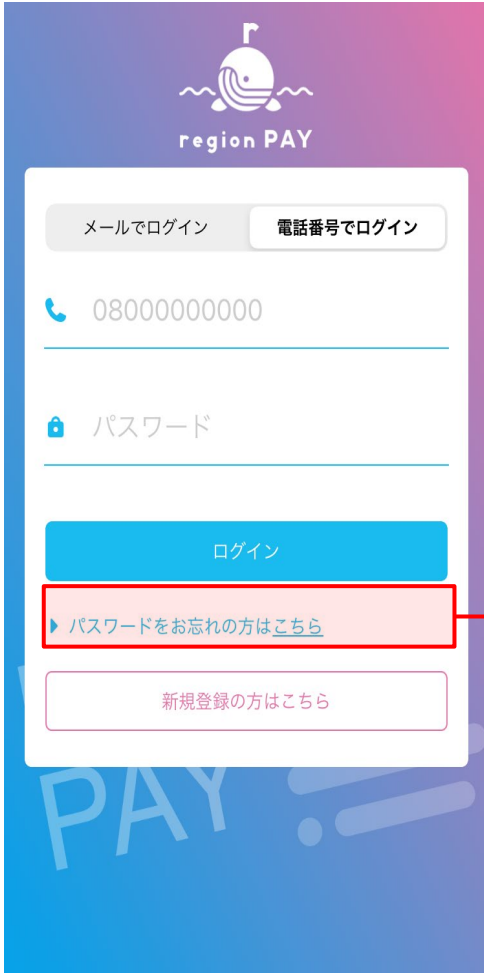 r
region PAY
メールでログイン
電話番号でログイン
08000000000
パスワード
ログイン
パスワードをお忘れの方はこちら
新規登録の方はこちら
PAY